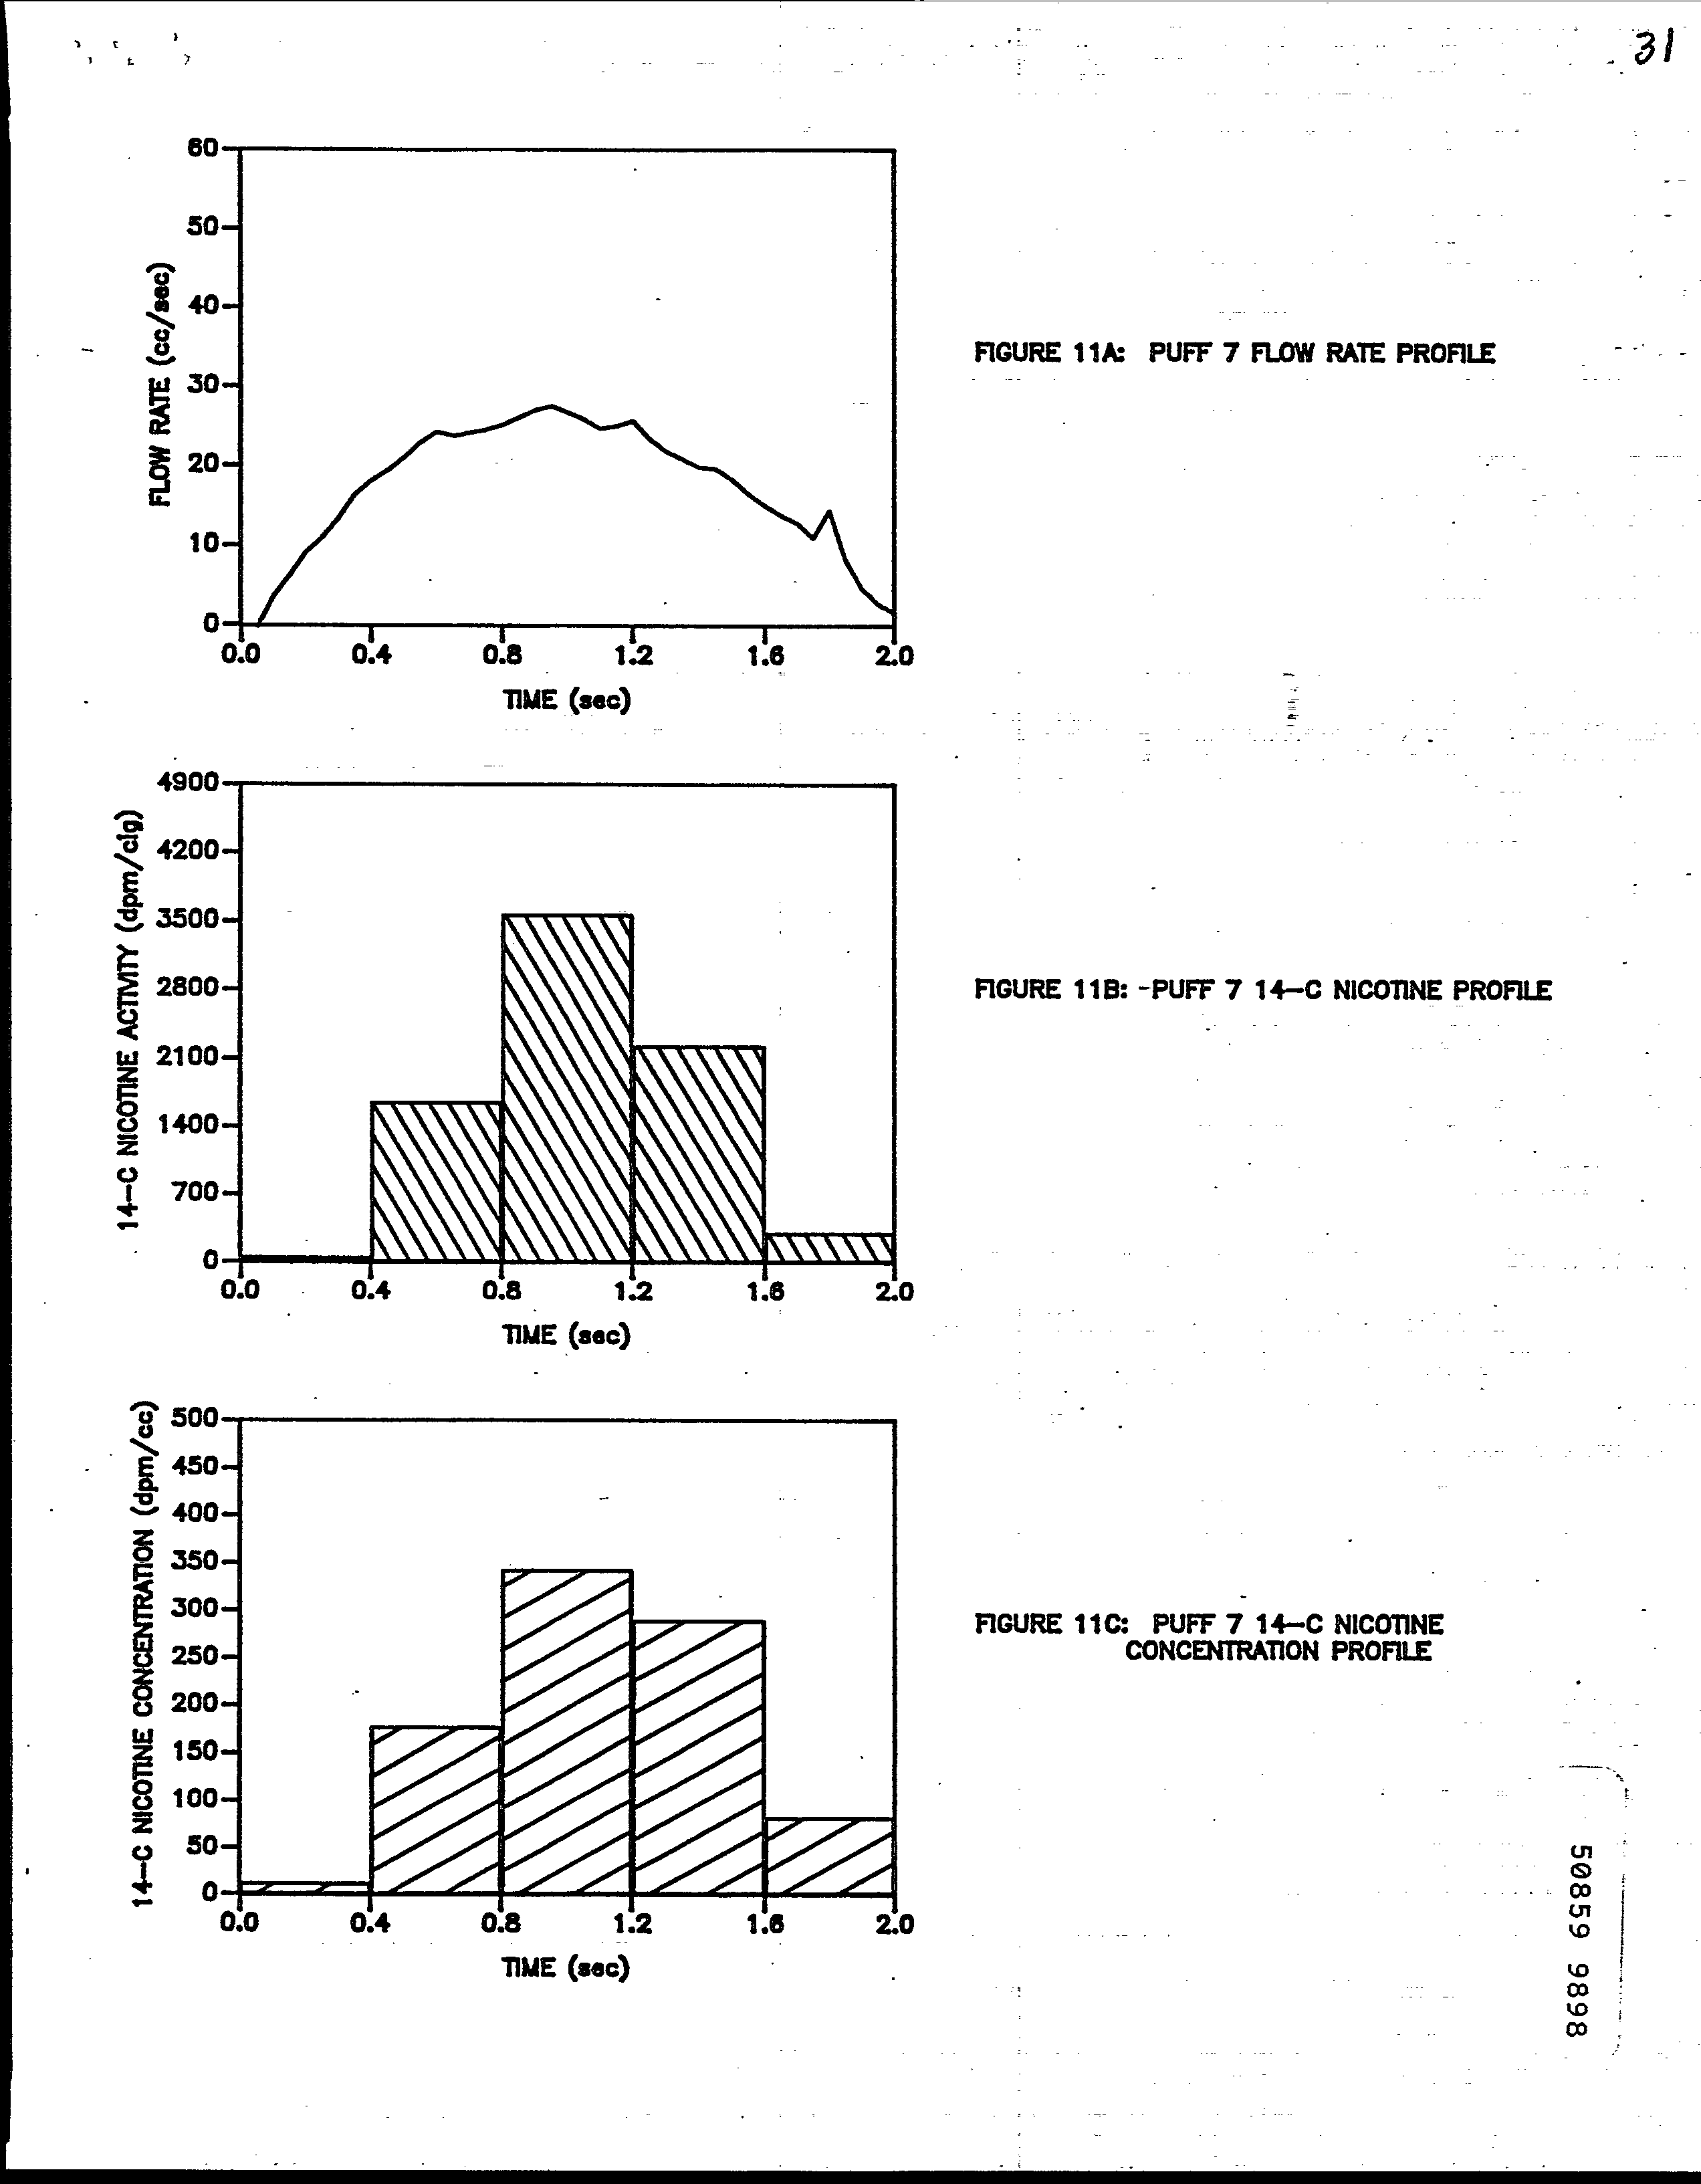 31
60
50
40
30
20
10
0
FLOW RATE (cc/sec)
0.0 0.4 0.8 1.2 1.6 2.0
TIME (sec)
FIGURE 11A: PUFF 7 FLOW RATE PROFILE
4900
4200
3500
2800
2100
1400
700
0
14-C NICOTINE ACTIVITY (dpm/cig)
0.0 0.4 0.8 1.2 1.6 2.0
TIME (sec)
FIGURE 11B: -PUFF 7 14-C NICOTINE PROFILE
500
450
400
350
300
250
200
150
100
50
0
14-C NICOTINE CONCENTRATION (dpm/cc)
0.0 0.4 0.8 1.2 1.6 2.0
TIME (sec)
FIGURE 11C: PUFF 7 14-C NICOTINE
CONCENTRATION PROFILE
50859 9898